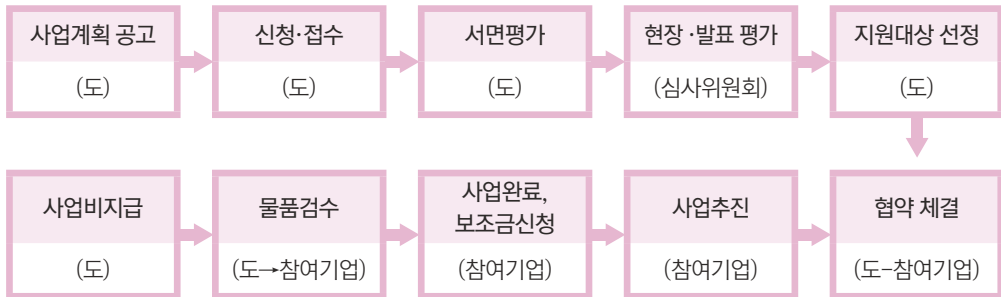 사업계획 공고
(도)
신청·접수
(도)
서면평가
(도)
현장 ·발표 평가
(심사위원회)
지원대상 선정
(도)
사업비지급
(도)
물품검수
(도→참여기업)
사업완료,
보조금신청
(참여기업)
사업추진
(참여기업)
협약 체결
(도-참여기업)